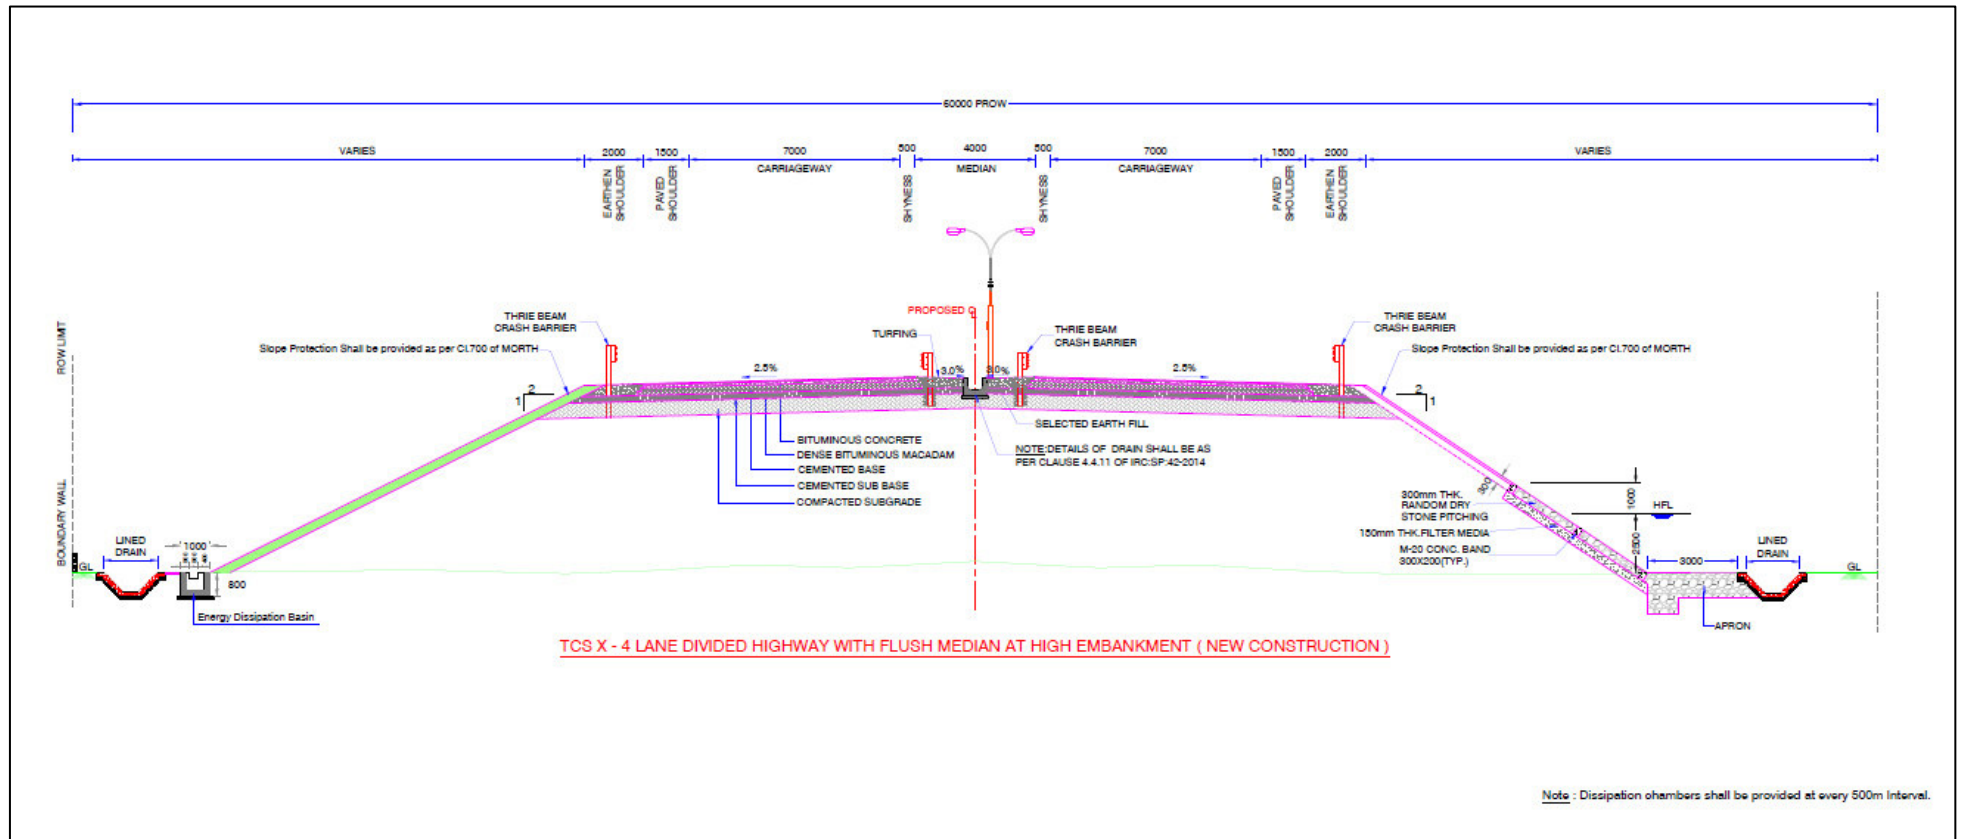 60000 PROW
VARIES
2000
1500
7000
500
4000
500
7000
1500
2000
VARIES
EARTHEN
SHOULDER
PAVED
SHOULDER
CARRIAGEWAY
SHYNESS
MEDIAN
SHYNESS
CARRIAGEWAY
PAVED
SHOULDER
EARTHEN
SHOULDER
ROW LIMIT
BOUNDARY WALL
THRIE BEAM
CRASH BARRIER
Slope Protection Shall be provided as per Cl.700 of MORTH
PROPOSED
TURFING
THRIE BEAM
CRASH BARRIER
THRIE BEAM
CRASH BARRIER
Slope Protection Shall be provided as per Cl.700 of MORTH
2.5%
3.0%
3.0%
2.5%
2
1
2
1
SELECTED EARTH FILL
NOTE:DETAILS OF DRAIN SHALL BE AS
PER CLAUSE 4.4.11 OF IRC:SP:42-2014
BITUMINOUS CONCRETE
DENSE BITUMINOUS MACADAM
CEMENTED BASE
CEMENTED SUB BASE
COMPACTED SUBGRADE
300
300mm THK.
RANDOM DRY
STONE PITCHING
150mm THK.FILTER MEDIA
M-20 CONC. BAND
300X200(TYP.)
1000
HFL
2500
LINED
DRAIN
1000
GL
800
Energy Dissipation Basin
3000
LINED
DRAIN
GL
APRON
TCS X - 4 LANE DIVIDED HIGHWAY WITH FLUSH MEDIAN AT HIGH EMBANKMENT ( NEW CONSTRUCTION )
Note : Dissipation chambers shall be provided at every 500m Interval.